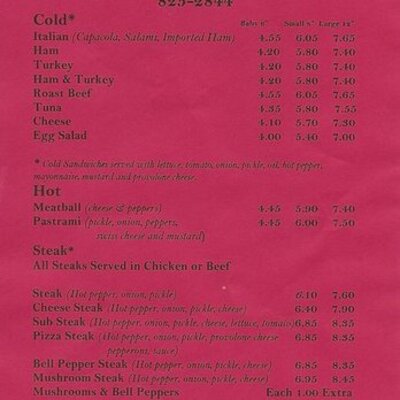 825-2844
Cold* Baby 6" Small 8" Large 12"
Italian (Capacola, Salami, Imported Ham) 4.55 6.05 7.65
Ham 4.20 5.80 7.40
Turkey 4.20 5.80 7.40
Ham & Turkey 4.20 5.80 7.40
Roast Beef 4.55 6.05 7.65
Tuna 4.35 5.80 7.55
Cheese 4.10 5.70 7.30
Egg Salad 4.00 5.40 7.00
* Cold Sandwiches served with lettuce, tomato, onion, pickle, oil, hot pepper,
mayonnaise, mustard and provolone cheese.
Hot
Meatball (cheese & peppers) 4.45 5.90 7.40
Pastrami (pickle, onion, peppers, 4.45 6.00 7.50
swiss cheese and mustard)
Steak*
All Steaks Served in Chicken or Beef
Steak (Hot pepper, onion, pickle) 6.10 7.60
Cheese Steak (Hot pepper, onion, pickle, cheese) 6.40 7.90
Sub Steak (Hot pepper, onion, pickle, cheese, lettuce, tomato) 6.85 8.35
Pizza Steak (Hot pepper, onion, pickle, provolone cheese 6.85 8.35
pepperoni, sauce)
Bell Pepper Steak (Hot pepper, onion, pickle, cheese) 6.85 8.35
Mushroom Steak (Hot pepper, onion, pickle, cheese) 6.95 8.45
Mushrooms & Bell Peppers Each 1.00 Extra